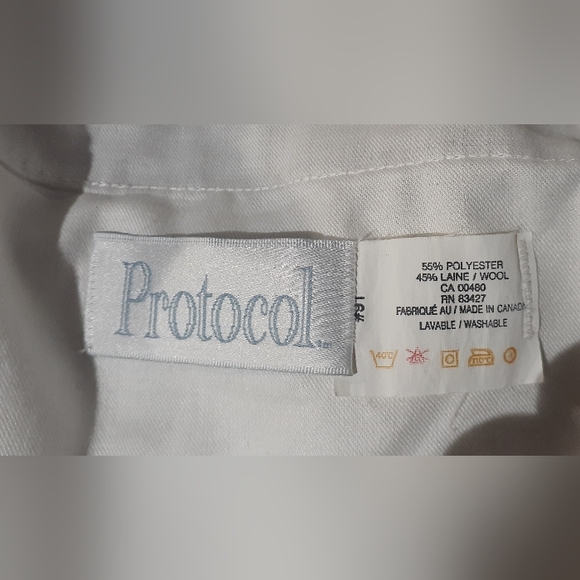 Protocol
#91
55% POLYESTER
45% LAINE / WOOL
CA 00480
RN 83427
FABRIQUÉ AU / MADE IN CANADA
LAVABLE / WASHABLE
40°C
110°C